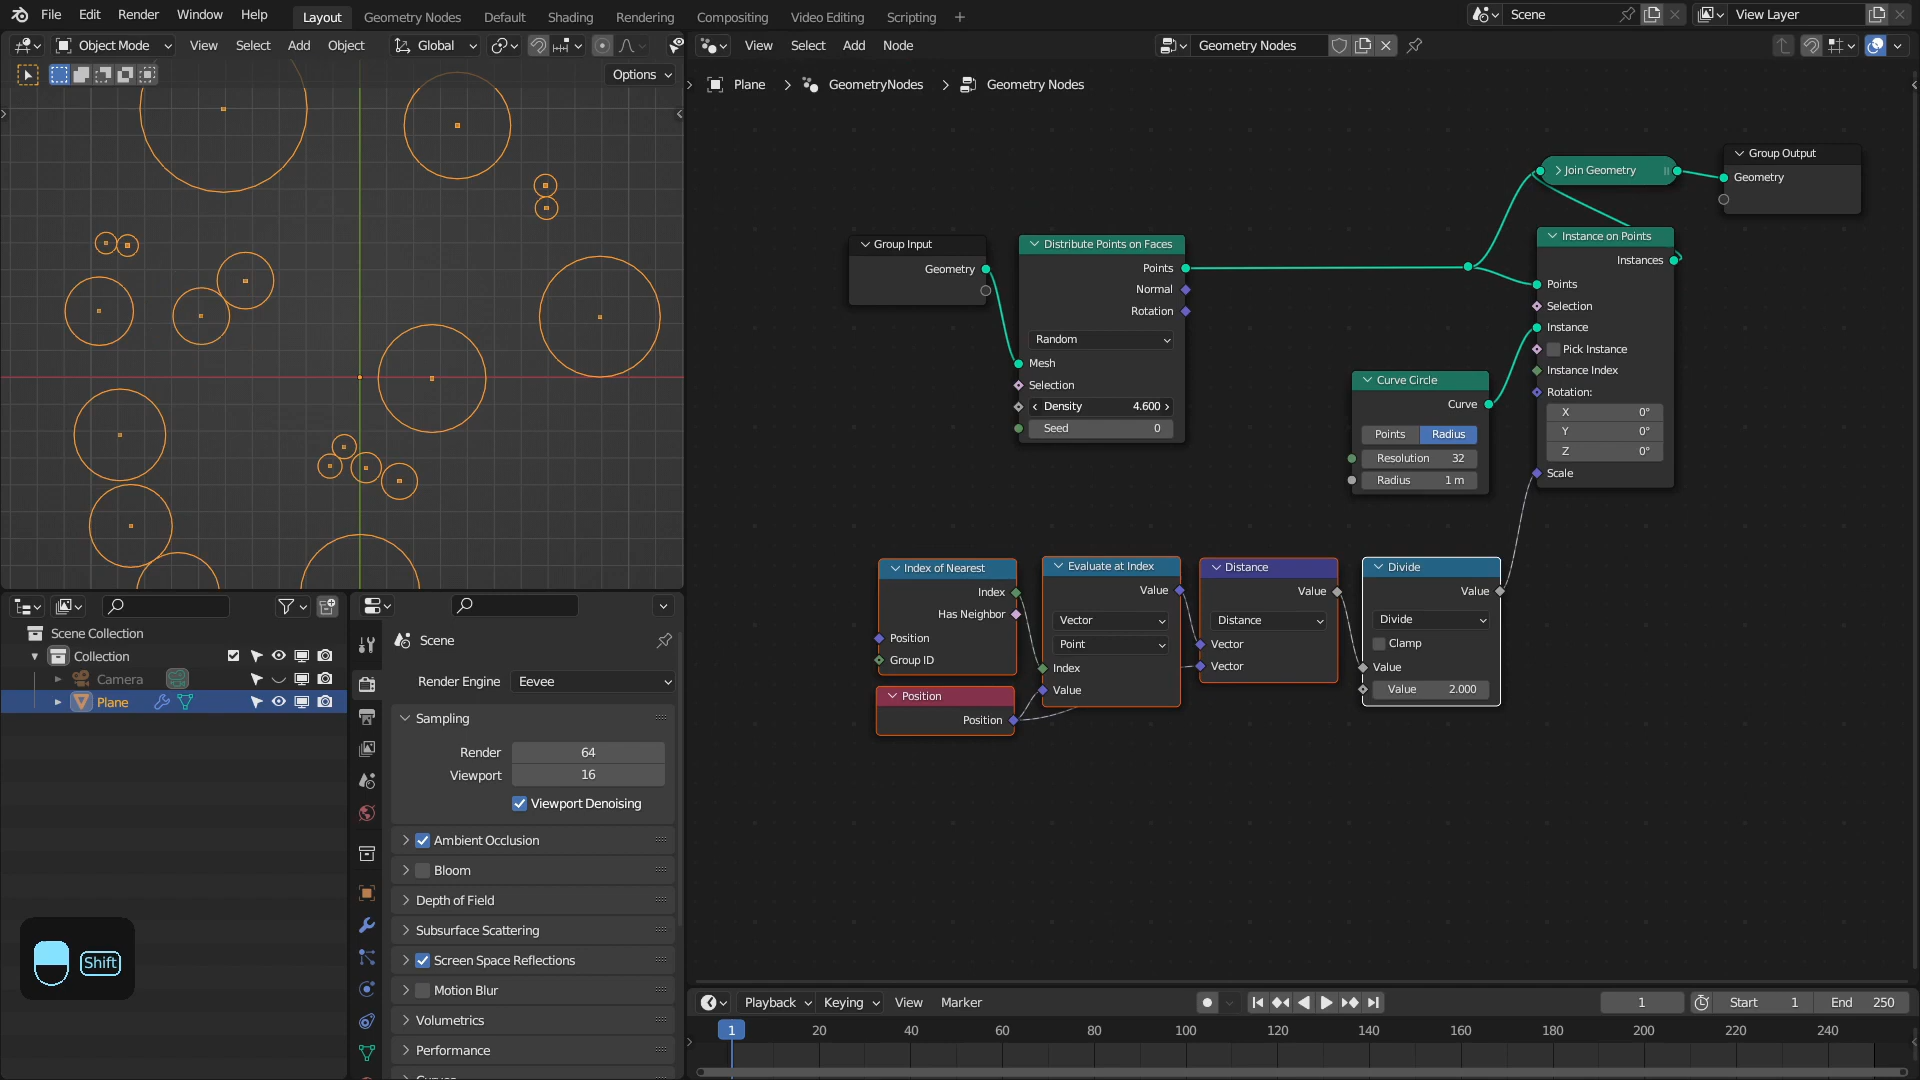 File Edit Render Window Help Layout Geometry Nodes Default Shading Rendering Compositing Video Editing Scripting + Scene View Layer
Object Mode View Select Add Object Global
Options
View Select Add Node Geometry Nodes
Plane > GeometryNodes > Geometry Nodes
Group Input
Geometry
Distribute Points on Faces
Points
Normal
Rotation
Random
Mesh
Selection
Density 4.600
Seed 0
Join Geometry
Group Output
Geometry
Instance on Points
Instances
Points
Selection
Instance
Pick Instance
Instance Index
Rotation:
X 0°
Y 0°
Z 0°
Scale
Curve Circle
Curve
Points Radius
Resolution 32
Radius 1 m
Index of Nearest
Index
Has Neighbor
Position
Group ID
Position
Position
Evaluate at Index
Value
Vector
Point
Index
Value
Distance
Value
Distance
Vector
Vector
Divide
Value
Divide
Clamp
Value
Value 2.000
Scene Collection
Collection
Camera
Plane
Shift
Scene
Render Engine Eevee
Sampling
Render 64
Viewport 16
Viewport Denoising
Ambient Occlusion
Bloom
Depth of Field
Subsurface Scattering
Screen Space Reflections
Motion Blur
Volumetrics
Performance
Playback Keying View Marker 1 Start 1 End 250
1 20 40 60 80 100 120 140 160 180 200 220 240